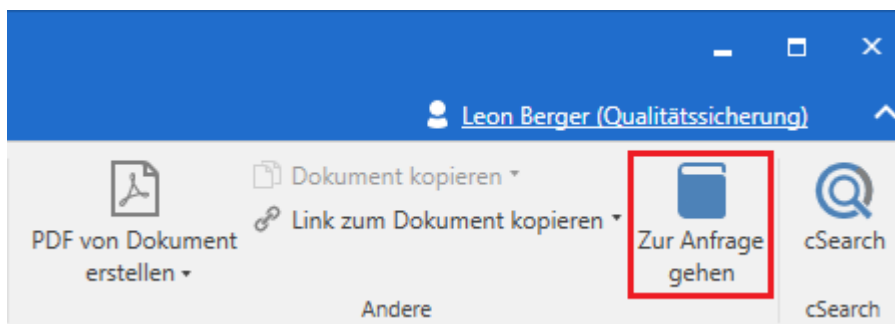 Leon Berger (Qualitätssicherung)
PDF von Dokument
erstellen
Dokument kopieren
Link zum Dokument kopieren
Zur Anfrage
gehen
cSearch
Andere
cSearch